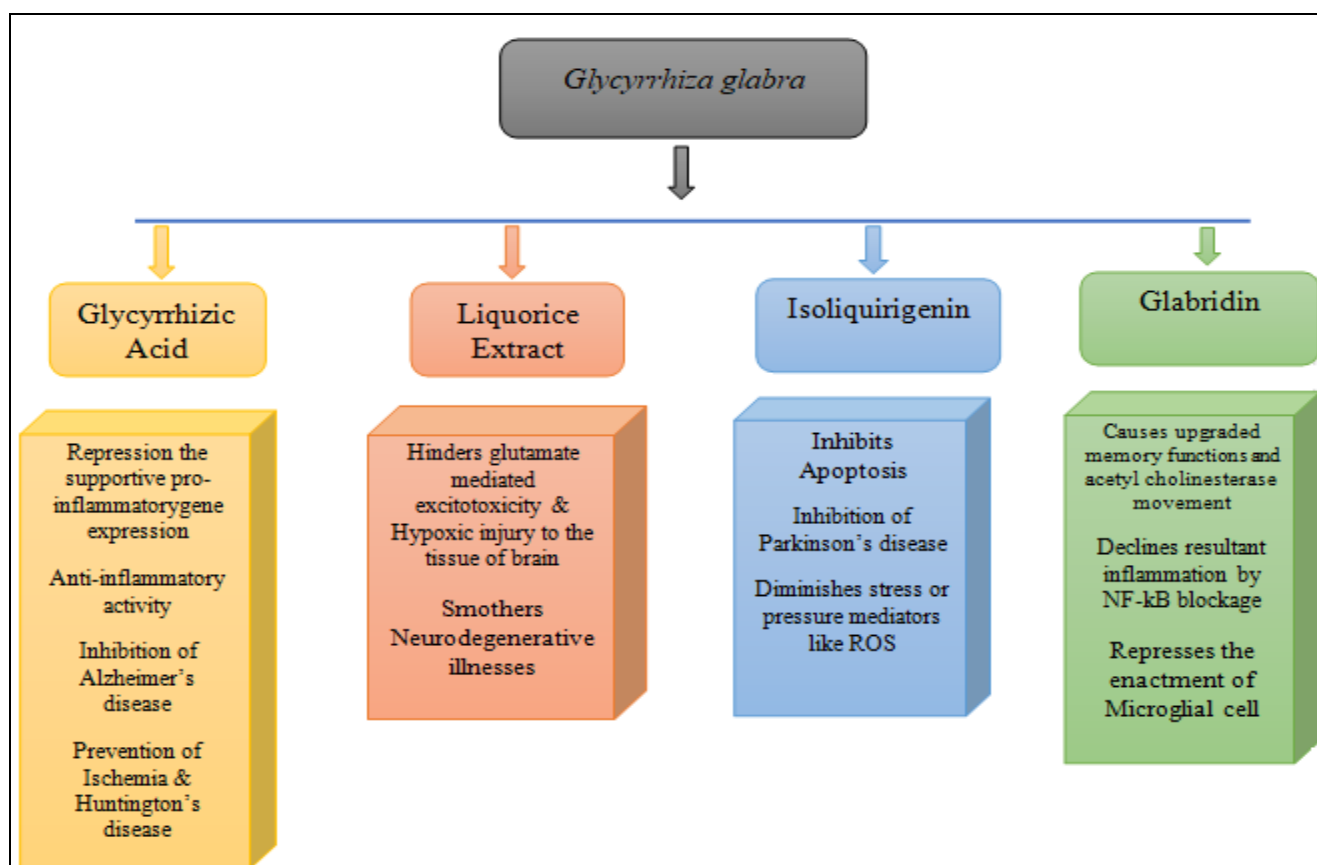 Glycyrrhiza glabra
Glycyrrhizic
Acid
Liquorice
Extract
Isoliquirigenin
Glabridin
Repression the
supportive pro-
inflammatorygene
expression
Anti-inflammatory
activity
Inhibition of
Alzheimer's
disease
Prevention of
Ischemia &
Huntington's
disease
Hinders glutamate
mediated
excitotoxicity &
Hypoxic injury to the
tissue of brain
Smothers
Neurodegenerative
illnesses
Inhibits
Apoptosis
Inhibition of
Parkinson's disease
Diminishes stress or
pressure mediators
like ROS
Causes upgraded
memory functions and
acetyl cholinesterase
movement
Declines resultant
inflammation by
NF-kB blockage
Represses the
enactment of
Microglial cell